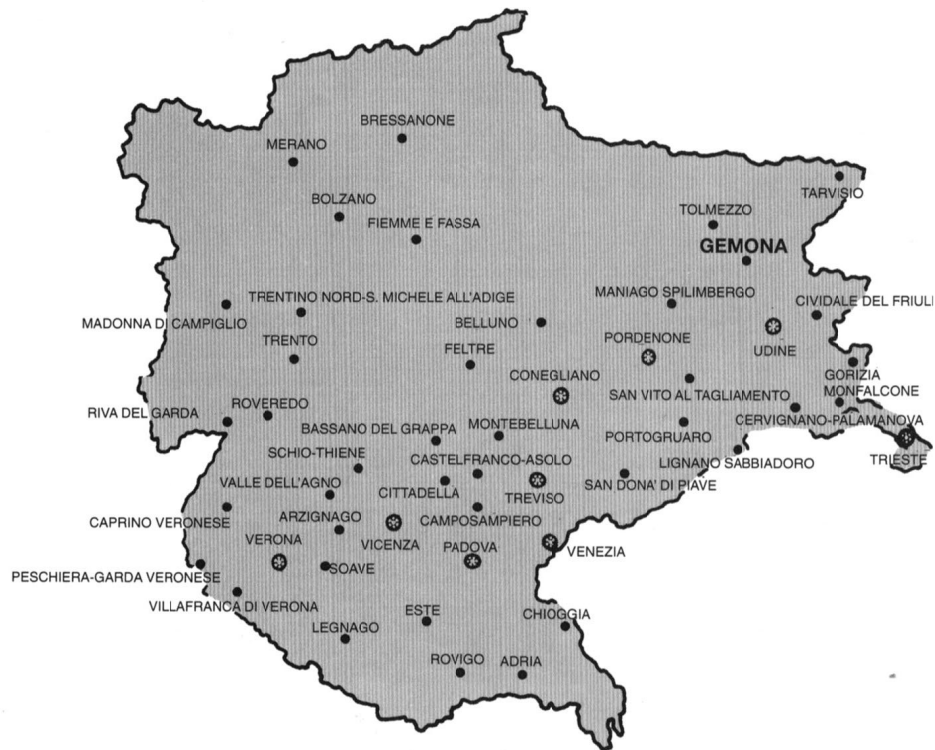 BRESSANONE
MERANO
TARVISIO
BOLZANO
TOLMEZZO
FIEMME E FASSA
GEMONA
MANIAGO SPILIMBERGO
TRENTINO NORD-S. MICHELE ALL'ADIGE
CIVIDALE DEL FRIULI
MADONNA DI CAMPIGLIO
BELLUNO
PORDENONE
TRENTO
FELTRE
UDINE
CONEGLIANO
GORIZIA
SAN VITO AL TAGLIAMENTO
MONFALCONE
ROVEREDO
RIVA DEL GARDA
CERVIGNANO-PALAMANOVA
BASSANO DEL GRAPPA
MONTEBELLUNA
PORTOGRUARO
SCHIO-THIENE
CASTELFRANCO-ASOLO
LIGNANO SABBIADORO
TRIESTE
VALLE DELL'AGNO
CITTADELLA
TREVISO
SAN DONA' DI PIAVE
CAPRINO VERONESE
ARZIGNAGO
CAMPOSAMPIERO
VERONA
VICENZA
PADOVA
VENEZIA
SOAVE
PESCHIERA-GARDA VERONESE
VILLAFRANCA DI VERONA
ESTE
CHIOGGIA
LEGNAGO
ROVIGO
ADRIA